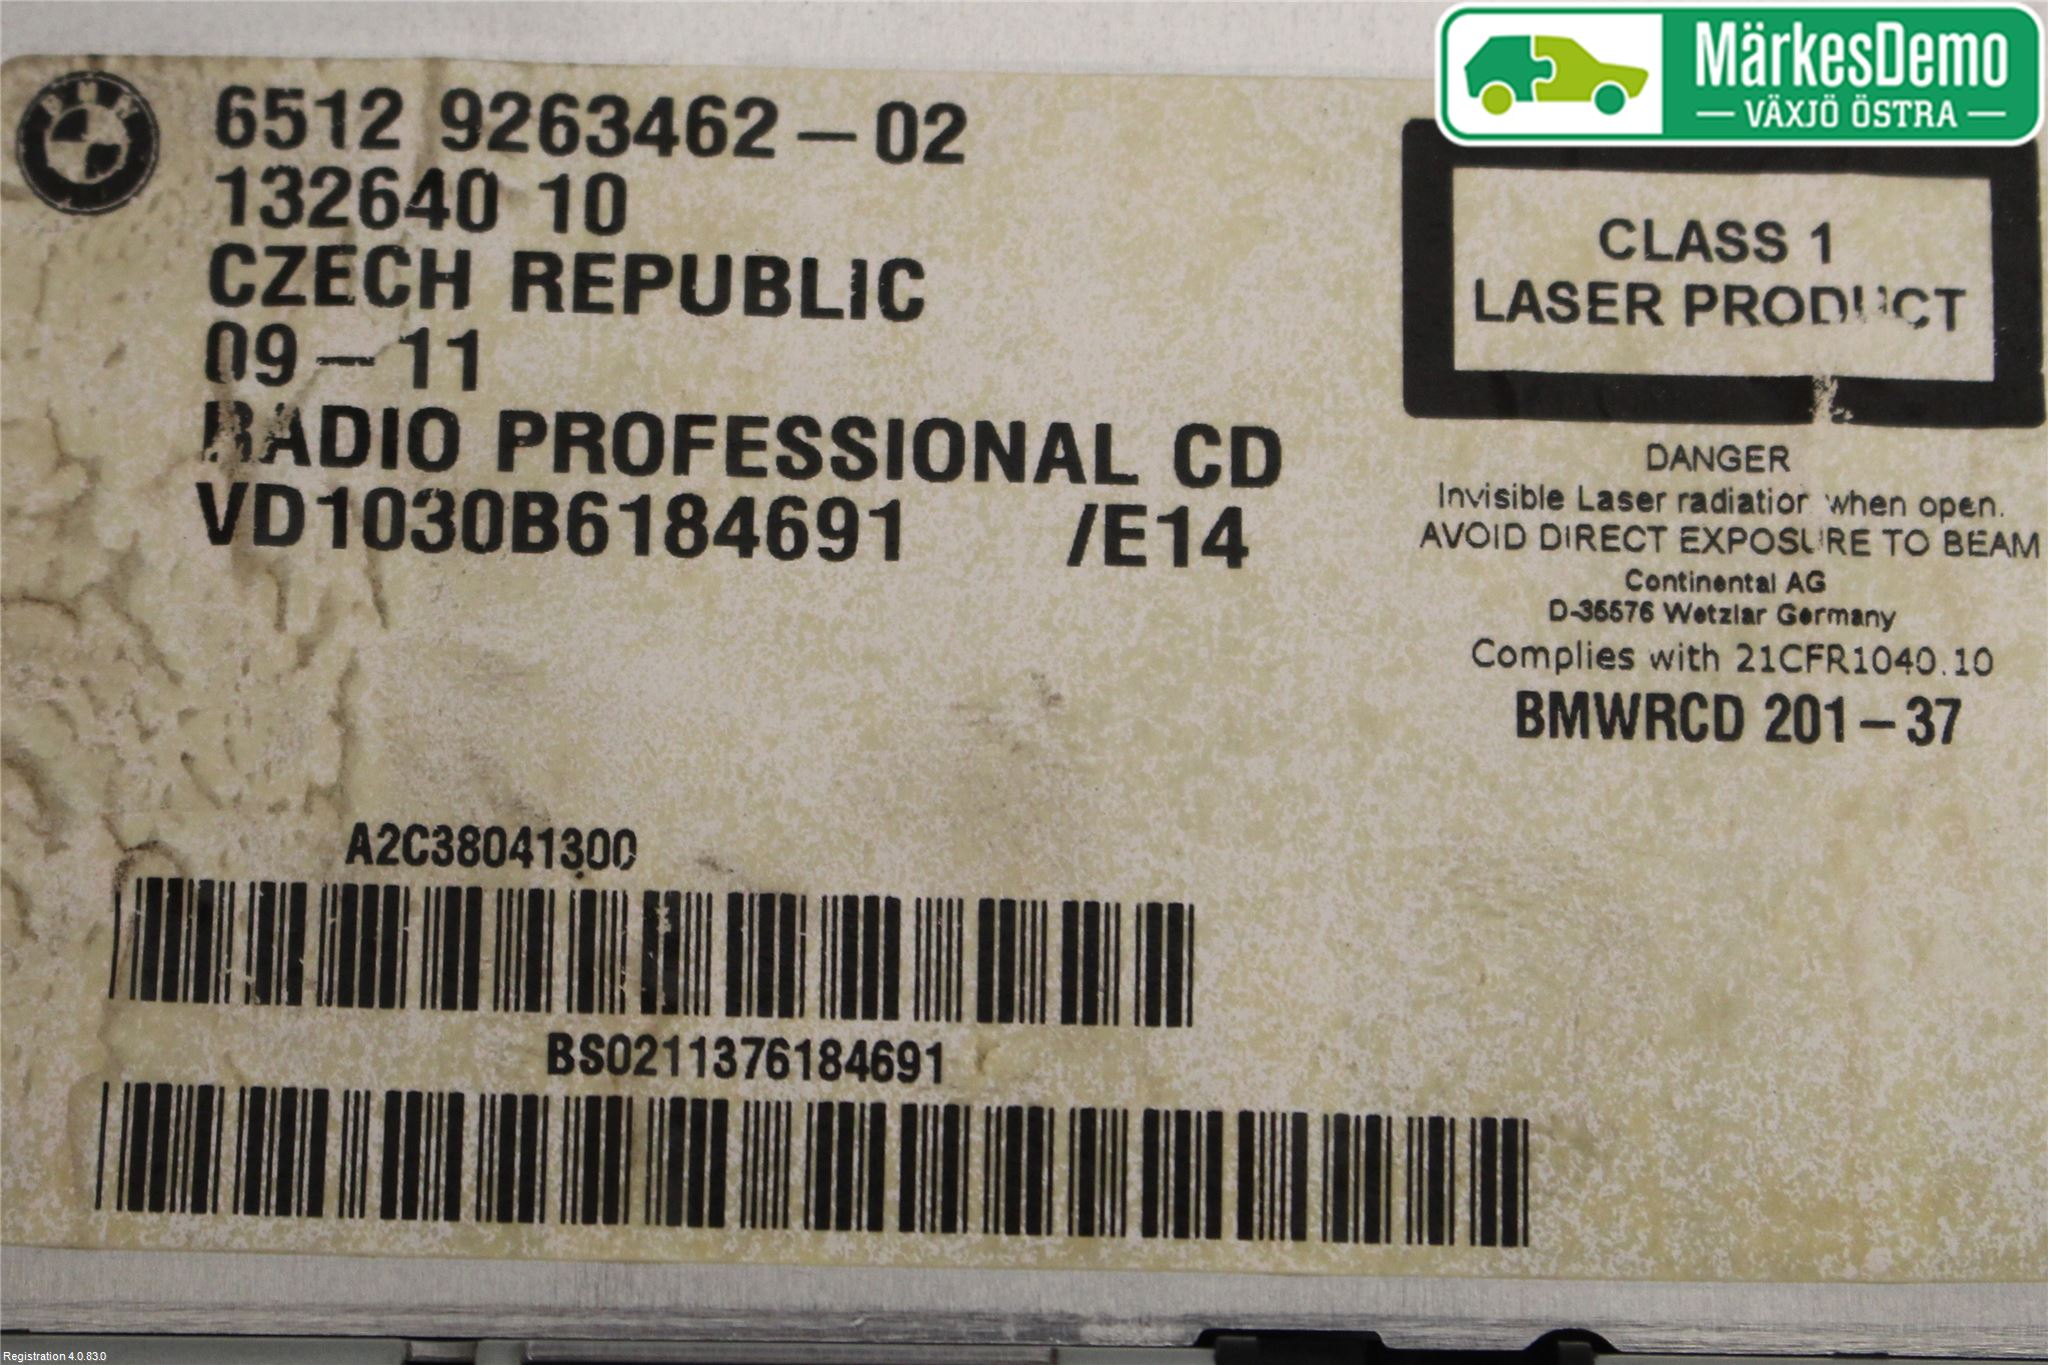 MärkesDemo
VÄXJÖ ÖSTRA
BMW
6512 9263462-02
132640 10
CZECH REPUBLIC
09-11
RADIO PROFESSIONAL CD
VD1030B6184691 /E14
CLASS 1
LASER PRODUCT
DANGER
Invisible Laser radiation when open.
AVOID DIRECT EXPOSURE TO BEAM
Continental AG
D-35576 Wetzlar Germany
Complies with 21CFR1040.10
BMWRCD 201-37
A2C38041300
BS0211376184691
Registration 4.0.83.0